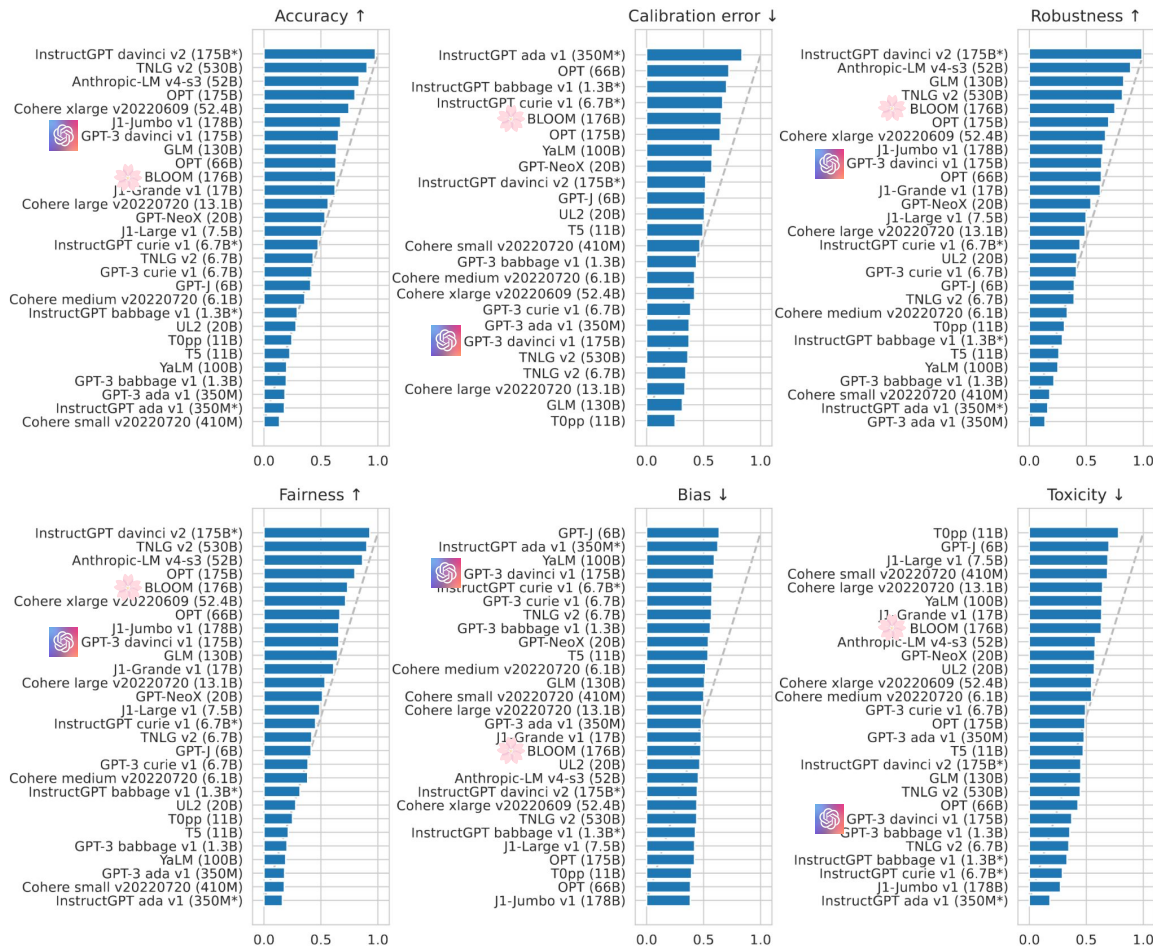 Accuracy ↑
InstructGPT davinci v2 (175B*)
TNLG v2 (530B)
Anthropic-LM v4-s3 (52B)
OPT (175B)
Cohere xlarge v20220609 (52.4B)
J1-Jumbo v1 (178B)
GPT-3 davinci v1 (175B)
GLM (130B)
OPT (66B)
BLOOM (176B)
J1-Grande v1 (17B)
Cohere large v20220720 (13.1B)
GPT-NeoX (20B)
J1-Large v1 (7.5B)
InstructGPT curie v1 (6.7B*)
TNLG v2 (6.7B)
GPT-3 curie v1 (6.7B)
GPT-J (6B)
Cohere medium v20220720 (6.1B)
InstructGPT babbage v1 (1.3B*)
UL2 (20B)
T0pp (11B)
T5 (11B)
YaLM (100B)
GPT-3 babbage v1 (1.3B)
GPT-3 ada v1 (350M)
InstructGPT ada v1 (350M*)
Cohere small v20220720 (410M)
0.0 0.5 1.0
Calibration error ↓
InstructGPT ada v1 (350M*)
OPT (66B)
InstructGPT babbage v1 (1.3B*)
InstructGPT curie v1 (6.7B*)
BLOOM (176B)
OPT (175B)
YaLM (100B)
GPT-NeoX (20B)
InstructGPT davinci v2 (175B*)
GPT-J (6B)
UL2 (20B)
T5 (11B)
Cohere small v20220720 (410M)
GPT-3 babbage v1 (1.3B)
Cohere medium v20220720 (6.1B)
Cohere xlarge v20220609 (52.4B)
GPT-3 curie v1 (6.7B)
GPT-3 ada v1 (350M)
GPT-3 davinci v1 (175B)
TNLG v2 (530B)
TNLG v2 (6.7B)
Cohere large v20220720 (13.1B)
GLM (130B)
T0pp (11B)
0.0 0.5 1.0
Robustness ↑
InstructGPT davinci v2 (175B*)
Anthropic-LM v4-s3 (52B)
GLM (130B)
TNLG v2 (530B)
BLOOM (176B)
OPT (175B)
Cohere xlarge v20220609 (52.4B)
J1-Jumbo v1 (178B)
GPT-3 davinci v1 (175B)
OPT (66B)
J1-Grande v1 (17B)
GPT-NeoX (20B)
J1-Large v1 (7.5B)
Cohere large v20220720 (13.1B)
InstructGPT curie v1 (6.7B*)
UL2 (20B)
GPT-3 curie v1 (6.7B)
GPT-J (6B)
TNLG v2 (6.7B)
Cohere medium v20220720 (6.1B)
T0pp (11B)
InstructGPT babbage v1 (1.3B*)
T5 (11B)
YaLM (100B)
GPT-3 babbage v1 (1.3B)
Cohere small v20220720 (410M)
InstructGPT ada v1 (350M*)
GPT-3 ada v1 (350M)
0.0 0.5 1.0
Fairness ↑
InstructGPT davinci v2 (175B*)
TNLG v2 (530B)
Anthropic-LM v4-s3 (52B)
OPT (175B)
BLOOM (176B)
Cohere xlarge v20220609 (52.4B)
OPT (66B)
J1-Jumbo v1 (178B)
GPT-3 davinci v1 (175B)
GLM (130B)
J1-Grande v1 (17B)
Cohere large v20220720 (13.1B)
GPT-NeoX (20B)
J1-Large v1 (7.5B)
InstructGPT curie v1 (6.7B*)
TNLG v2 (6.7B)
GPT-J (6B)
GPT-3 curie v1 (6.7B)
Cohere medium v20220720 (6.1B)
InstructGPT babbage v1 (1.3B*)
UL2 (20B)
T0pp (11B)
T5 (11B)
GPT-3 babbage v1 (1.3B)
YaLM (100B)
GPT-3 ada v1 (350M)
Cohere small v20220720 (410M)
InstructGPT ada v1 (350M*)
0.0 0.5 1.0
Bias ↓
GPT-J (6B)
InstructGPT ada v1 (350M*)
YaLM (100B)
GPT-3 davinci v1 (175B)
InstructGPT curie v1 (6.7B*)
GPT-3 curie v1 (6.7B)
TNLG v2 (6.7B)
GPT-3 babbage v1 (1.3B)
GPT-NeoX (20B)
T5 (11B)
Cohere medium v20220720 (6.1B)
GLM (130B)
Cohere small v20220720 (410M)
Cohere large v20220720 (13.1B)
GPT-3 ada v1 (350M)
J1-Grande v1 (17B)
BLOOM (176B)
UL2 (20B)
Anthropic-LM v4-s3 (52B)
InstructGPT davinci v2 (175B*)
Cohere xlarge v20220609 (52.4B)
TNLG v2 (530B)
InstructGPT babbage v1 (1.3B*)
J1-Large v1 (7.5B)
OPT (175B)
T0pp (11B)
OPT (66B)
J1-Jumbo v1 (178B)
0.0 0.5 1.0
Toxicity ↓
T0pp (11B)
GPT-J (6B)
J1-Large v1 (7.5B)
Cohere small v20220720 (410M)
Cohere large v20220720 (13.1B)
YaLM (100B)
J1-Grande v1 (17B)
BLOOM (176B)
Anthropic-LM v4-s3 (52B)
GPT-NeoX (20B)
UL2 (20B)
Cohere xlarge v20220609 (52.4B)
Cohere medium v20220720 (6.1B)
GPT-3 curie v1 (6.7B)
OPT (175B)
GPT-3 ada v1 (350M)
T5 (11B)
InstructGPT davinci v2 (175B*)
GLM (130B)
TNLG v2 (530B)
OPT (66B)
GPT-3 davinci v1 (175B)
GPT-3 babbage v1 (1.3B)
TNLG v2 (6.7B)
InstructGPT babbage v1 (1.3B*)
InstructGPT curie v1 (6.7B*)
J1-Jumbo v1 (178B)
InstructGPT ada v1 (350M*)
0.0 0.5 1.0